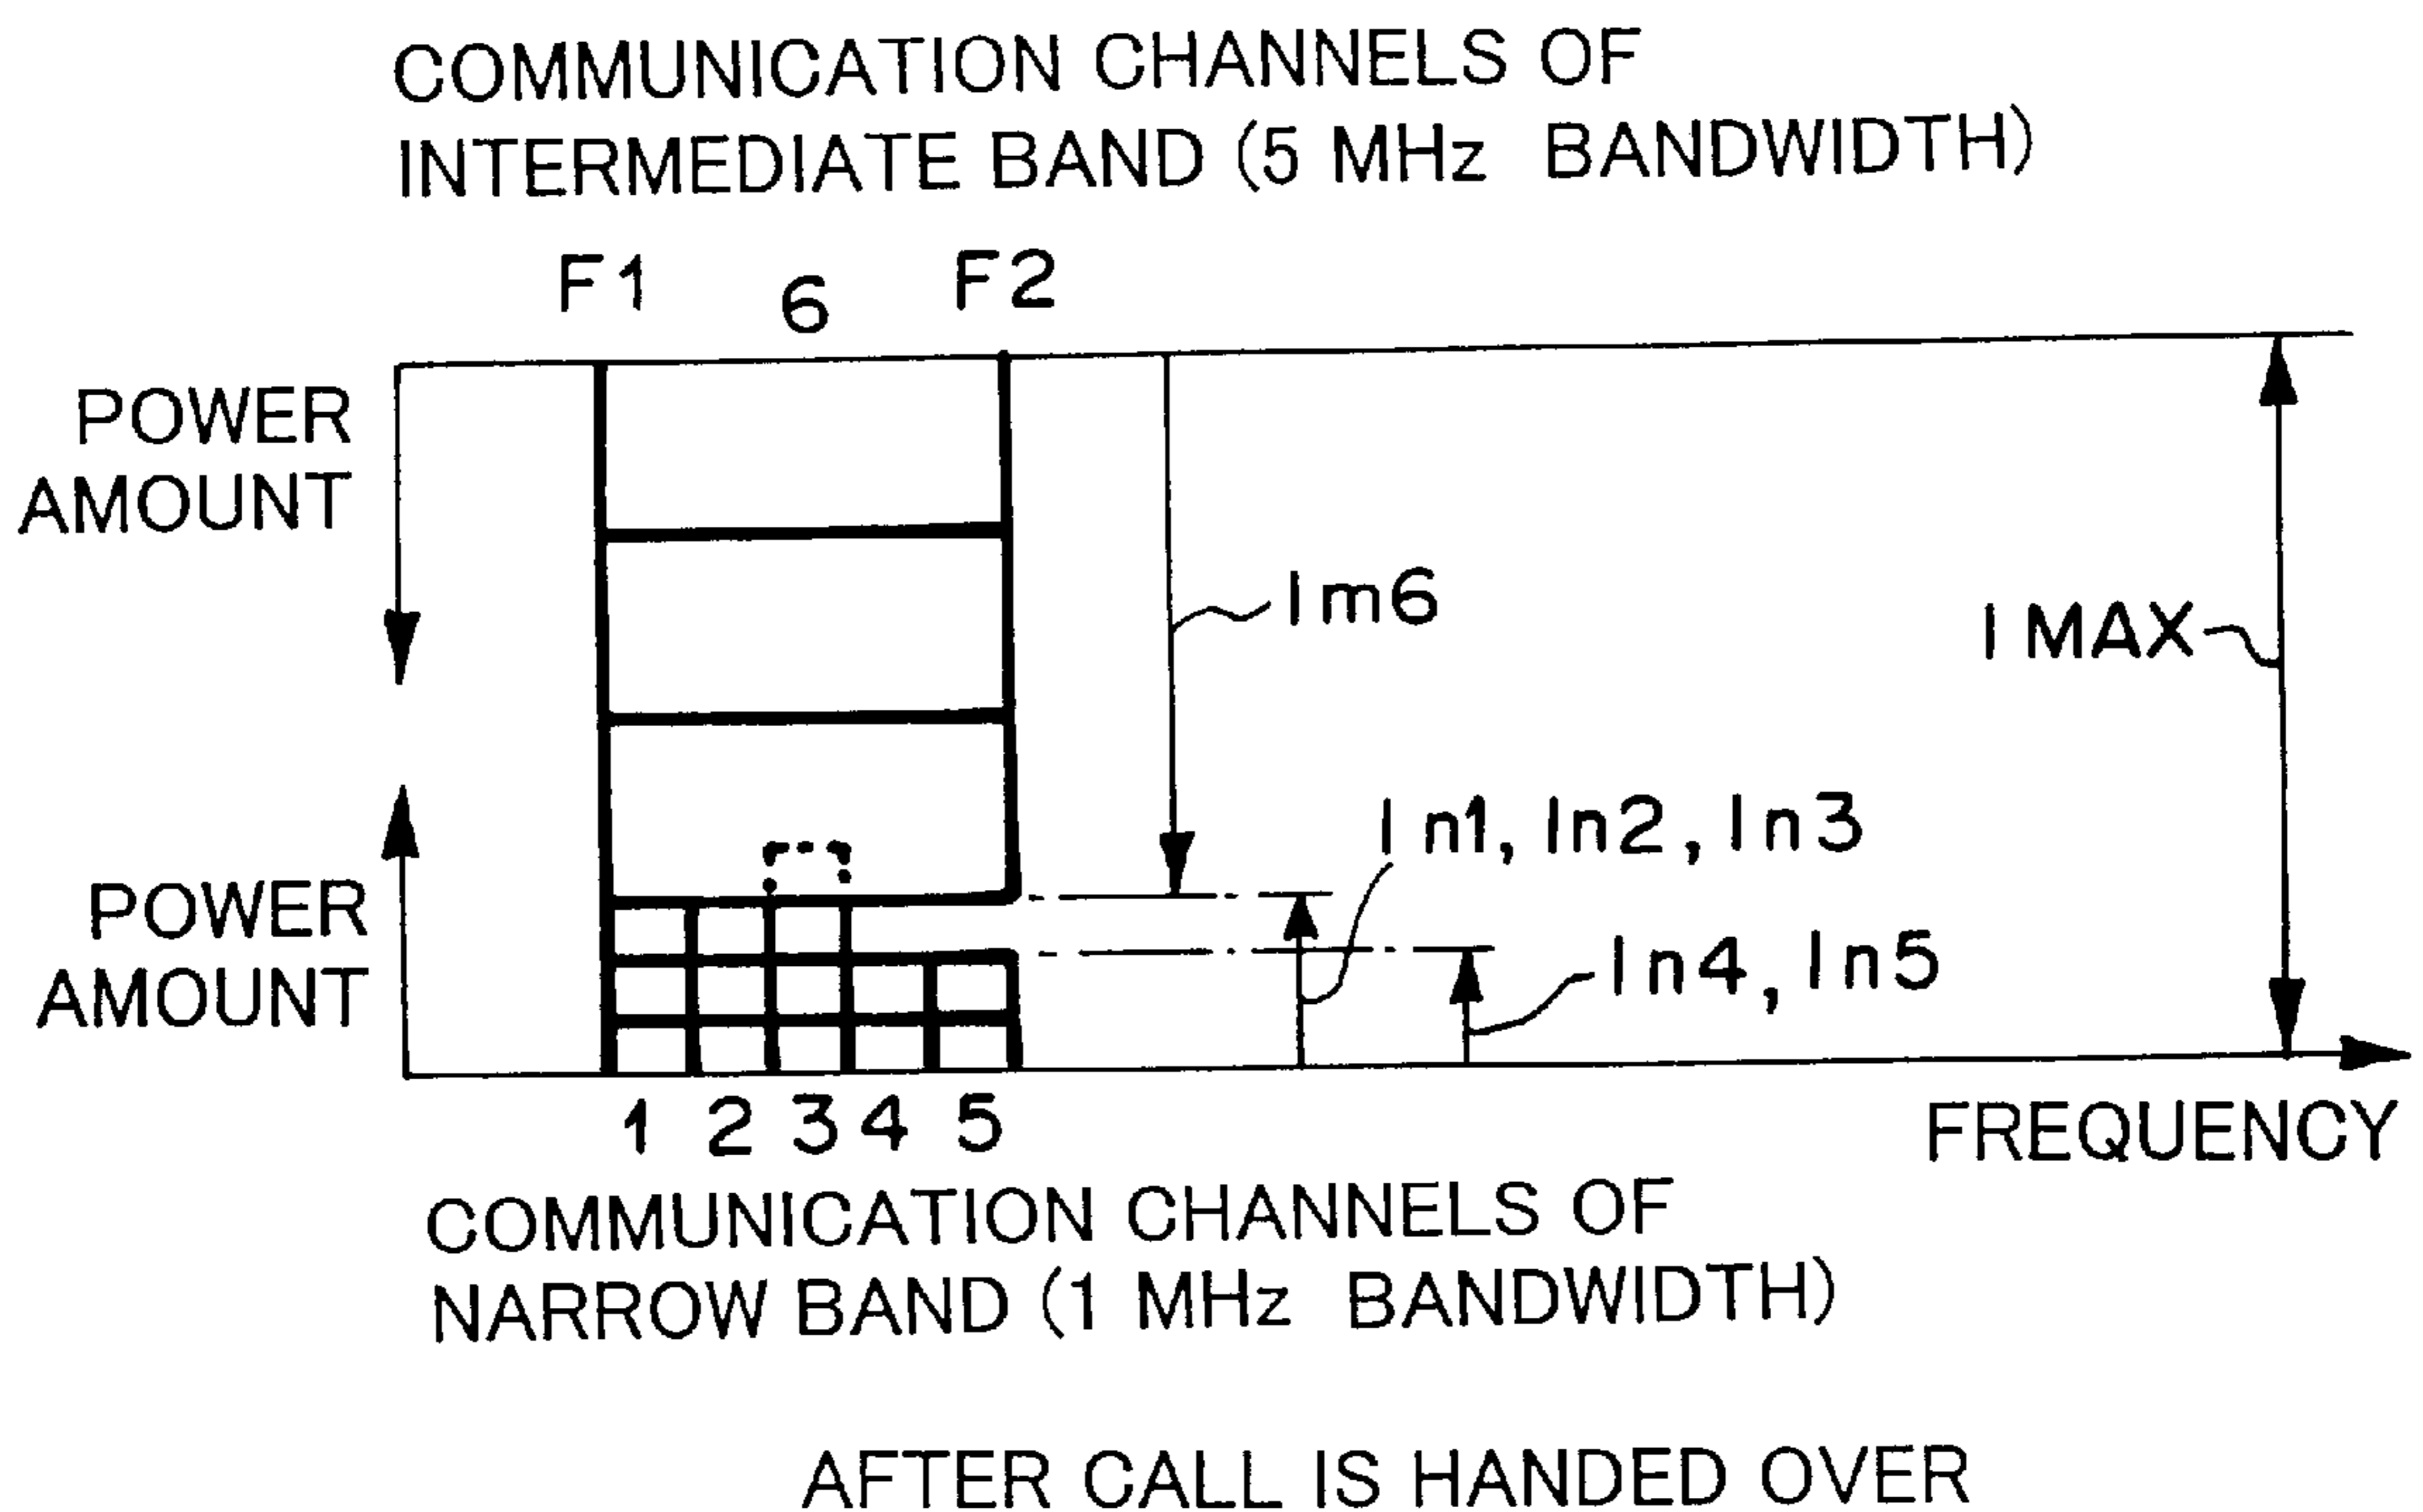 COMMUNICATION CHANNELS OF
INTERMEDIATE BAND (5 MHz BANDWIDTH)
F1 6 F2
POWER
AMOUNT
Im6
I MAX
In1, In2, In3
POWER
AMOUNT
In4, In5
1 2 3 4 5
FREQUENCY
COMMUNICATION CHANNELS OF
NARROW BAND (1 MHz BANDWIDTH)
AFTER CALL IS HANDED OVER